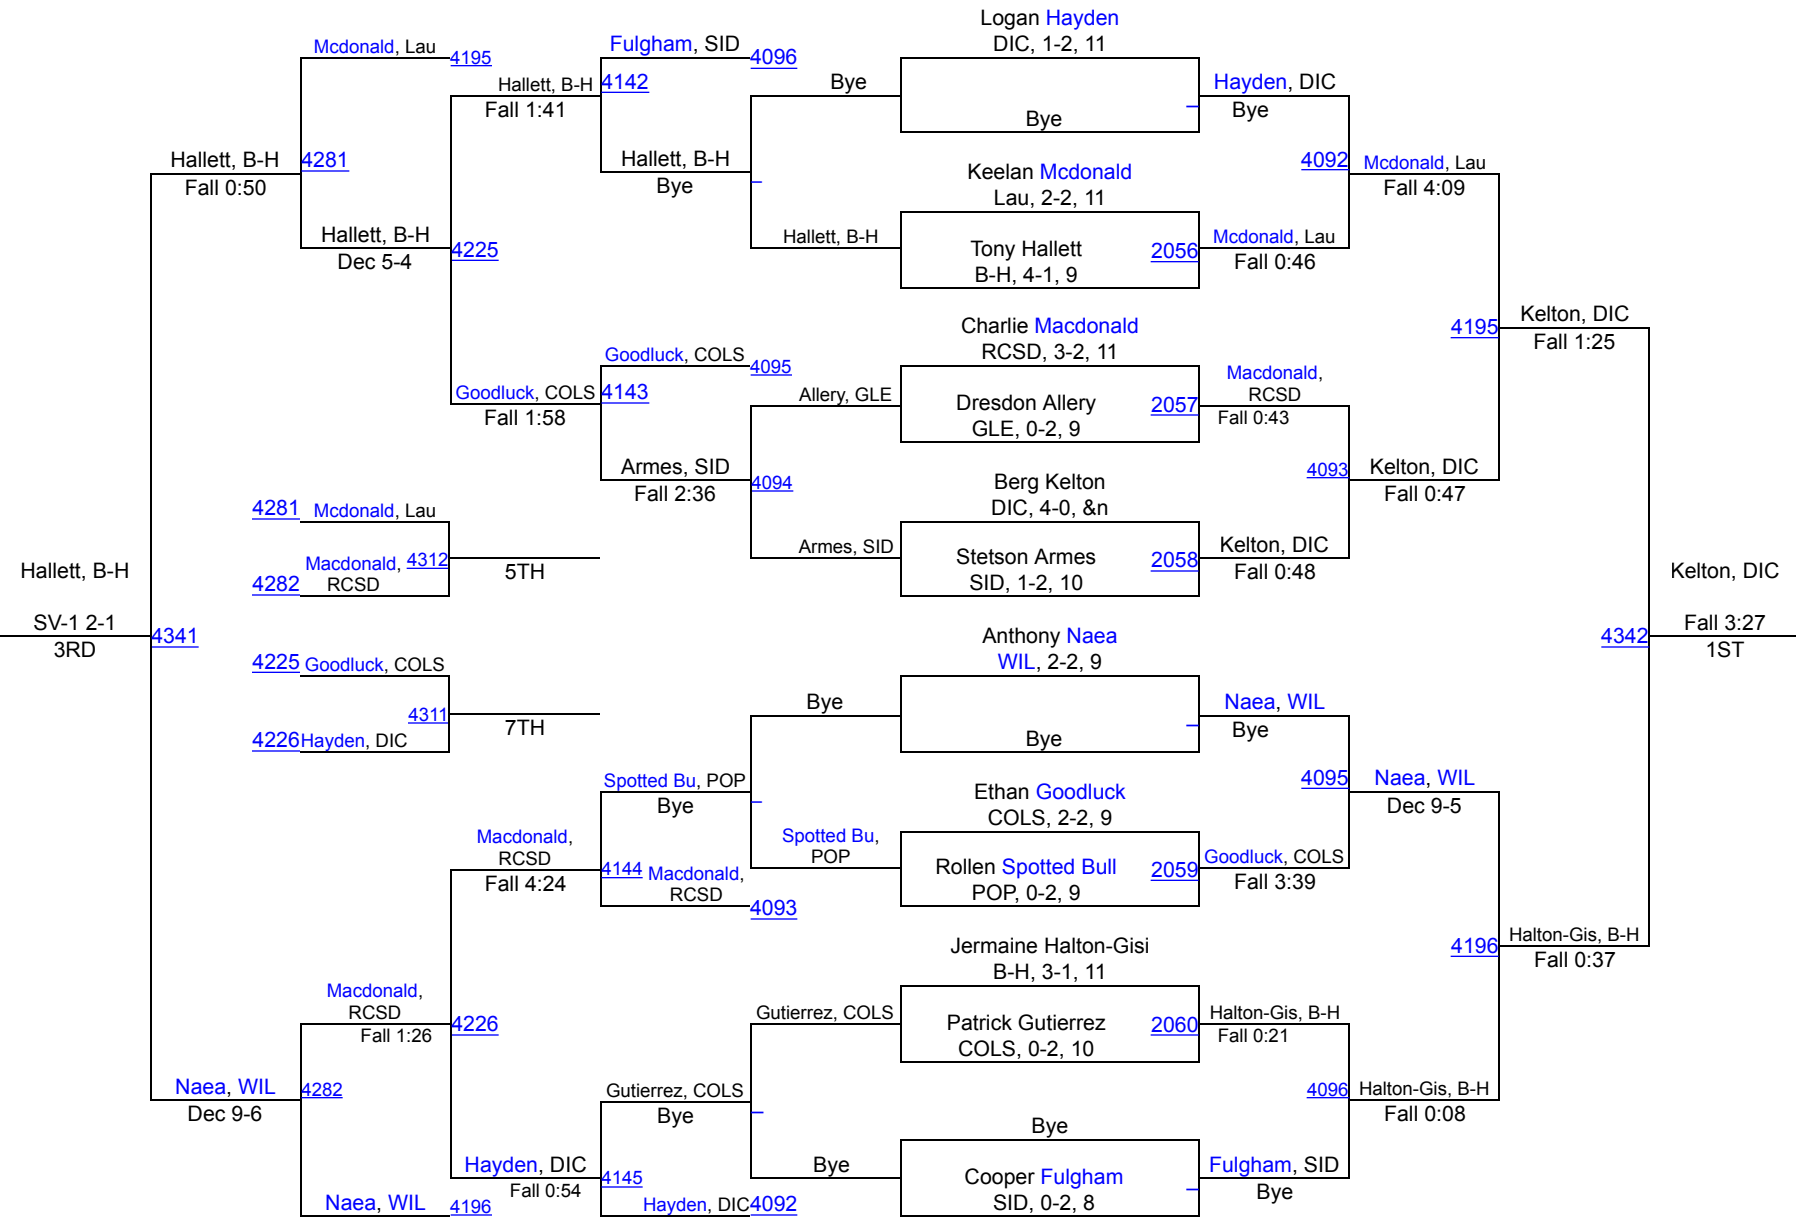 Logan Hayden
DIC, 1-2, 11
Mcdonald, Lau
4195
Fulgham, SID
4096
Hallett, B-H
4142
Fall 1:41
Bye
Bye
Hayden, DIC
Bye
Hallett, B-H
4281
Fall 0:50
Hallett, B-H
Bye
Keelan Mcdonald
Lau, 2-2, 11
4092
Mcdonald, Lau
Fall 4:09
Hallett, B-H
Dec 5-4
4225
Hallett, B-H
Tony Hallett
B-H, 4-1, 9
2056
Mcdonald, Lau
Fall 0:46
Charlie Macdonald
RCSD, 3-2, 11
4195
Kelton, DIC
Fall 1:25
Goodluck, COLS
4095
Goodluck, COLS
4143
Fall 1:58
Allery, GLE
Dresdon Allery
GLE, 0-2, 9
2057
Macdonald,
RCSD
Fall 0:43
Armes, SID
Fall 2:36
4094
Berg Kelton
DIC, 4-0, &n
4093
Kelton, DIC
Fall 0:47
4281
Mcdonald, Lau
Macdonald,
RCSD
4312
4282
5TH
Armes, SID
Stetson Armes
SID, 1-2, 10
2058
Kelton, DIC
Fall 0:48
Hallett, B-H
SV-1 2-1
3RD
4341
Kelton, DIC
Fall 3:27
1ST
4342
Anthony Naea
WIL, 2-2, 9
4225
Goodluck, COLS
4311
4226
Hayden, DIC
7TH
Bye
Bye
Naea, WIL
Bye
Spotted Bu, POP
Bye
Ethan Goodluck
COLS, 2-2, 9
4095
Naea, WIL
Dec 9-5
Macdonald,
RCSD
Fall 4:24
4144
Macdonald,
RCSD
4093
Spotted Bu,
POP
Rollen Spotted Bull
POP, 0-2, 9
2059
Goodluck, COLS
Fall 3:39
Jermaine Halton-Gisi
B-H, 3-1, 11
4196
Halton-Gis, B-H
Fall 0:37
Macdonald,
RCSD
Fall 1:26
4226
Gutierrez, COLS
Patrick Gutierrez
COLS, 0-2, 10
2060
Halton-Gis, B-H
Fall 0:21
Naea, WIL
Dec 9-6
4282
Gutierrez, COLS
Bye
4096
Halton-Gis, B-H
Fall 0:08
Bye
Hayden, DIC
Fall 0:54
4145
Bye
Cooper Fulgham
SID, 0-2, 8
Fulgham, SID
Bye
Naea, WIL
4196
Hayden, DIC
4092